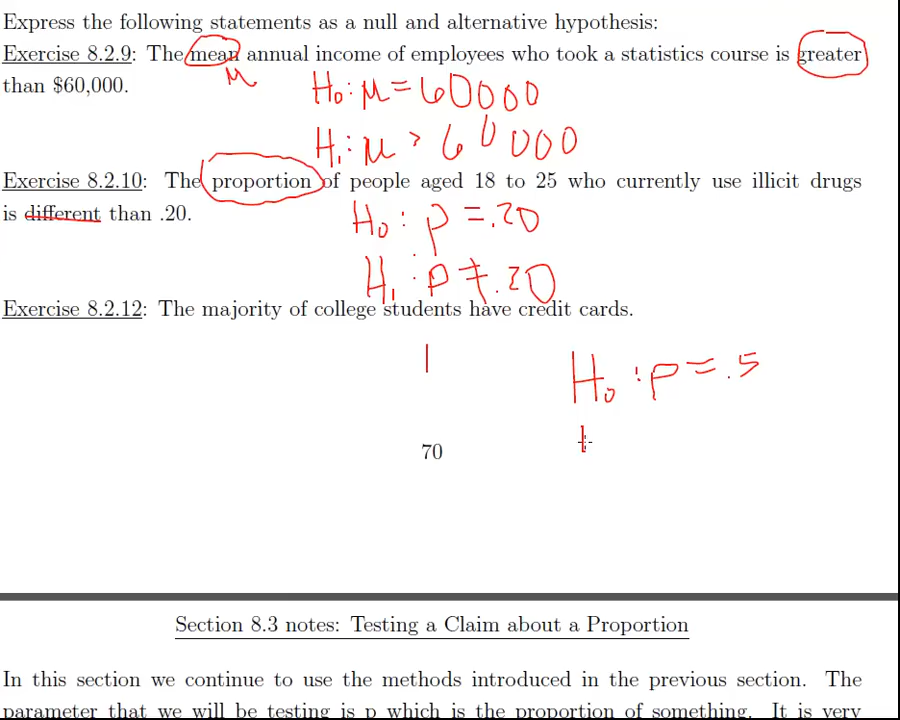 Express the following statements as a null and alternative hypothesis:
Exercise 8.2.9: The mean annual income of employees who took a statistics course is greater
than $60,000.
μ
H₀: μ = 60000
H₁: μ > 60000
Exercise 8.2.10: The proportion of people aged 18 to 25 who currently use illicit drugs
is different than .20.
H₀: p = .20
H₁: p ≠ .20
Exercise 8.2.12: The majority of college students have credit cards.
H₀: p = .5
70
Section 8.3 notes: Testing a Claim about a Proportion
In this section we continue to use the methods introduced in the previous section. The
parameter that we will be testing is p which is the proportion of something. It is very